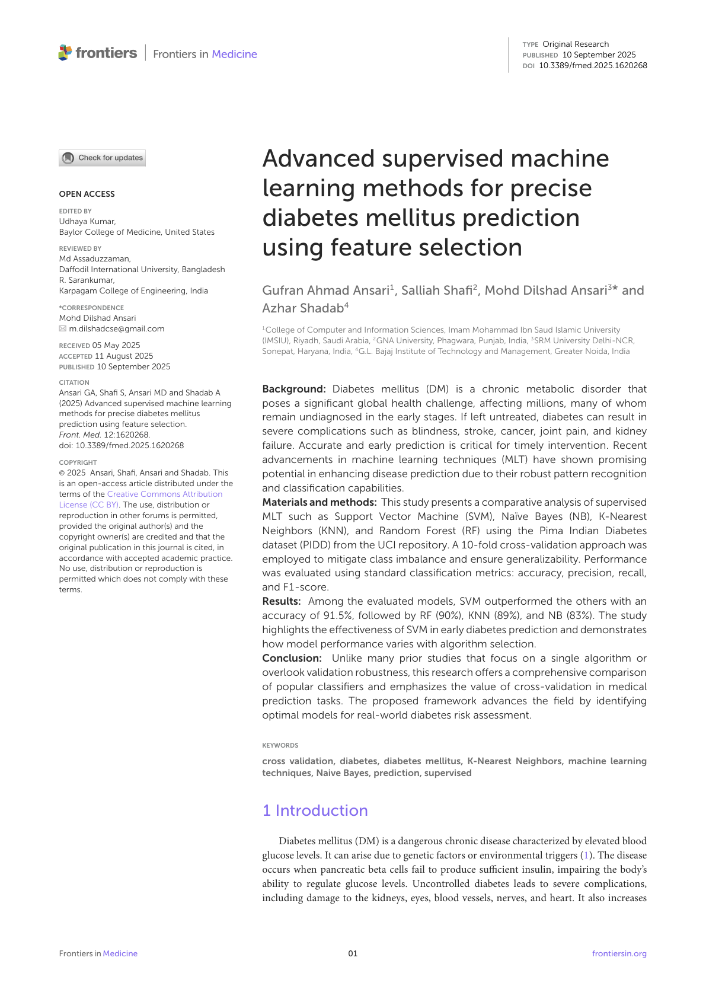 frontiers | Frontiers in Medicine
TYPE Original Research
PUBLISHED 10 September 2025
DOI 10.3389/fmed.2025.1620268
Check for updates
OPEN ACCESS
EDITED BY
Udhaya Kumar,
Baylor College of Medicine, United States
REVIEWED BY
Md Assaduzzaman,
Daffodil International University, Bangladesh
R. Sarankumar,
Karpagam College of Engineering, India
*CORRESPONDENCE
Mohd Dilshad Ansari
m.dilshadcse@gmail.com
RECEIVED 05 May 2025
ACCEPTED 11 August 2025
PUBLISHED 10 September 2025
CITATION
Ansari GA, Shafi S, Ansari MD and Shadab A
(2025) Advanced supervised machine learning
methods for precise diabetes mellitus
prediction using feature selection.
Front. Med. 12:1620268.
doi: 10.3389/fmed.2025.1620268
COPYRIGHT
© 2025 Ansari, Shafi, Ansari and Shadab. This
is an open-access article distributed under the
terms of the Creative Commons Attribution
License (CC BY). The use, distribution or
reproduction in other forums is permitted,
provided the original author(s) and the
copyright owner(s) are credited and that the
original publication in this journal is cited, in
accordance with accepted academic practice.
No use, distribution or reproduction is
permitted which does not comply with these
terms.
Advanced supervised machine
learning methods for precise
diabetes mellitus prediction
using feature selection
Gufran Ahmad Ansari1, Salliah Shafi2, Mohd Dilshad Ansari3* and
Azhar Shadab4
1College of Computer and Information Sciences, Imam Mohammad Ibn Saud Islamic University
(IMSIU), Riyadh, Saudi Arabia, 2GNA University, Phagwara, Punjab, India, 3SRM University Delhi-NCR,
Sonepat, Haryana, India, 4G.L. Bajaj Institute of Technology and Management, Greater Noida, India
Background: Diabetes mellitus (DM) is a chronic metabolic disorder that
poses a significant global health challenge, affecting millions, many of whom
remain undiagnosed in the early stages. If left untreated, diabetes can result in
severe complications such as blindness, stroke, cancer, joint pain, and kidney
failure. Accurate and early prediction is critical for timely intervention. Recent
advancements in machine learning techniques (MLT) have shown promising
potential in enhancing disease prediction due to their robust pattern recognition
and classification capabilities.
Materials and methods: This study presents a comparative analysis of supervised
MLT such as Support Vector Machine (SVM), Naïve Bayes (NB), K-Nearest
Neighbors (KNN), and Random Forest (RF) using the Pima Indian Diabetes
dataset (PIDD) from the UCI repository. A 10-fold cross-validation approach was
employed to mitigate class imbalance and ensure generalizability. Performance
was evaluated using standard classification metrics: accuracy, precision, recall,
and F1-score.
Results: Among the evaluated models, SVM outperformed the others with an
accuracy of 91.5%, followed by RF (90%), KNN (89%), and NB (83%). The study
highlights the effectiveness of SVM in early diabetes prediction and demonstrates
how model performance varies with algorithm selection.
Conclusion: Unlike many prior studies that focus on a single algorithm or
overlook validation robustness, this research offers a comprehensive comparison
of popular classifiers and emphasizes the value of cross-validation in medical
prediction tasks. The proposed framework advances the field by identifying
optimal models for real-world diabetes risk assessment.
KEYWORDS
cross validation, diabetes, diabetes mellitus, K-Nearest Neighbors, machine learning
techniques, Naive Bayes, prediction, supervised
1 Introduction
Diabetes mellitus (DM) is a dangerous chronic disease characterized by elevated blood
glucose levels. It can arise due to genetic factors or environmental triggers (1). The disease
occurs when pancreatic beta cells fail to produce sufficient insulin, impairing the body's
ability to regulate glucose levels. Uncontrolled diabetes leads to severe complications,
including damage to the kidneys, eyes, blood vessels, nerves, and heart. It also increases
Frontiers in Medicine
01
frontiersin.org